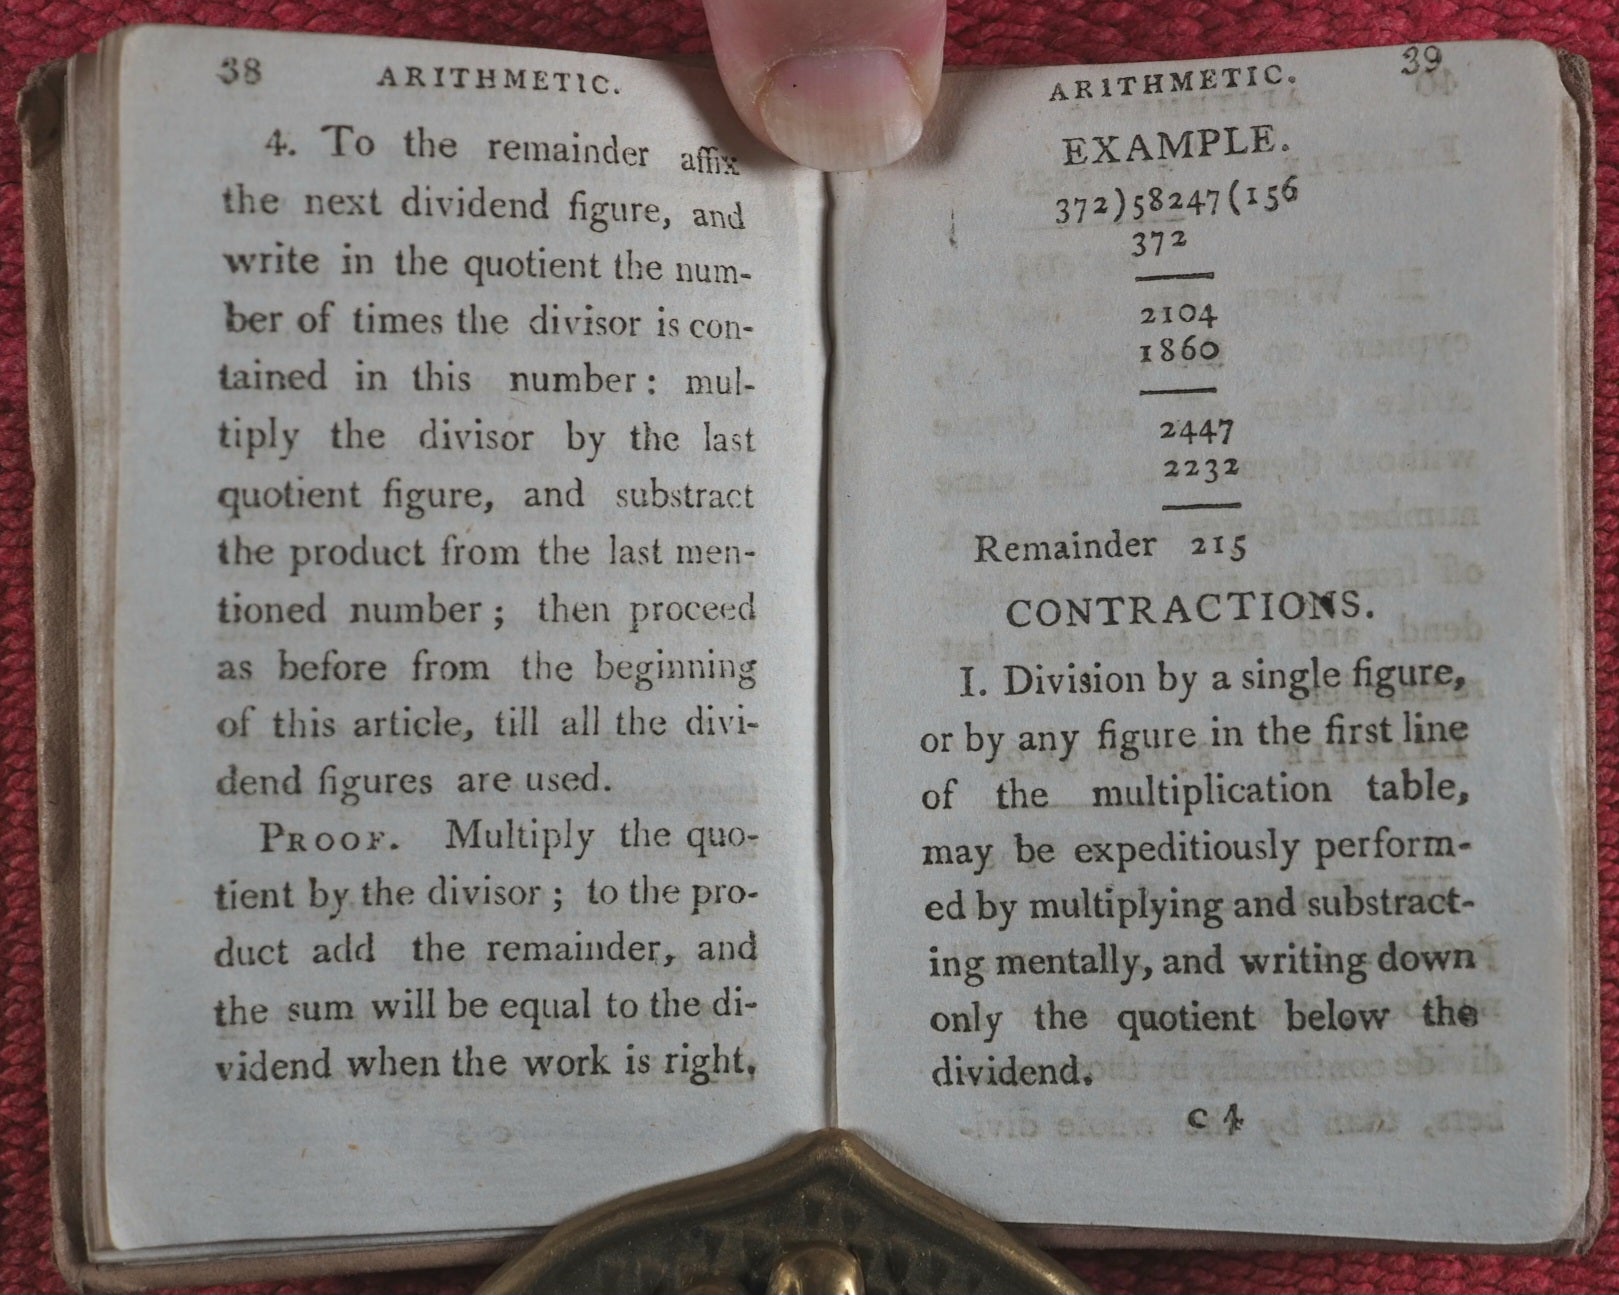 38 ARITHMETIC.
4. To the remainder affix
the next dividend figure, and
write in the quotient the num-
ber of times the divisor is con-
tained in this number: mul-
tiply the divisor by the last
quotient figure, and substract
the product from the last men-
tioned number; then proceed
as before from the beginning
of this article, till all the divi-
dend figures are used.
PROOF. Multiply the quo-
tient by the divisor; to the pro-
duct add the remainder, and
the sum will be equal to the di-
vidend when the work is right.
ARITHMETIC. 39
EXAMPLE.
372)58247(156
372
2104
1860
2447
2232
Remainder 215
CONTRACTIONS.
I. Division by a single figure,
or by any figure in the first line
of the multiplication table,
may be expeditiously perform-
ed by multiplying and substract-
ing mentally, and writing down
only the quotient below the
dividend.
C 4